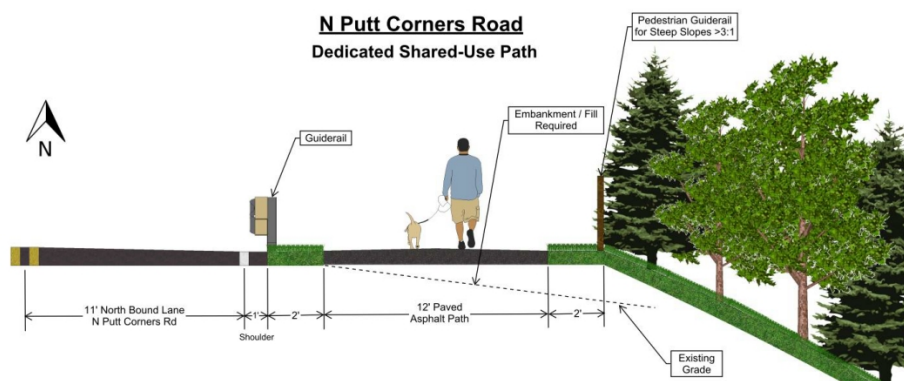 N Putt Corners Road
Dedicated Shared-Use Path
Pedestrian Guiderail
for Steep Slopes >3:1
Embankment / Fill
Required
Guiderail
N
11' North Bound Lane
N Putt Corners Rd
1'
Shoulder
2'
12' Paved
Asphalt Path
2'
Existing
Grade